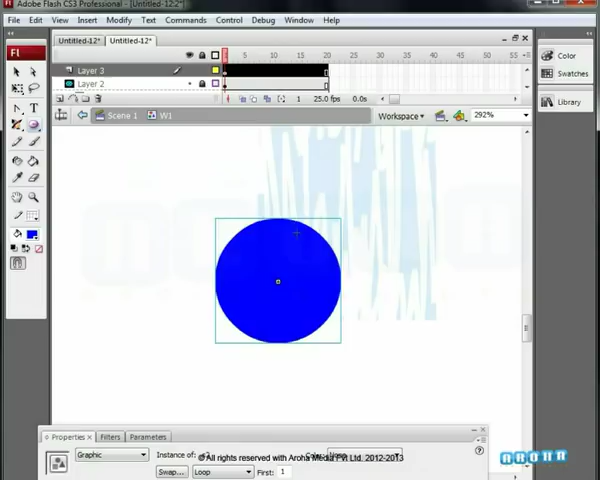 Adobe Flash CS3 Professional - [Untitled-12:2*]
File Edit View Insert Modify Text Commands Control Debug Window Help
Untitled-12* Untitled-12*
5 10 15 20 25 30 35 40 45 50 55
Layer 3
Layer 2
1 25.0 fps 0.0s
Scene 1 W1 Workspace 292%
Color
Swatches
Library
Fl
T
Properties Filters Parameters
Graphic Instance of:
© All rights reserved with Aroha Media Pvt Ltd. 2012-2013
Swap... Loop First: 1
AROHA